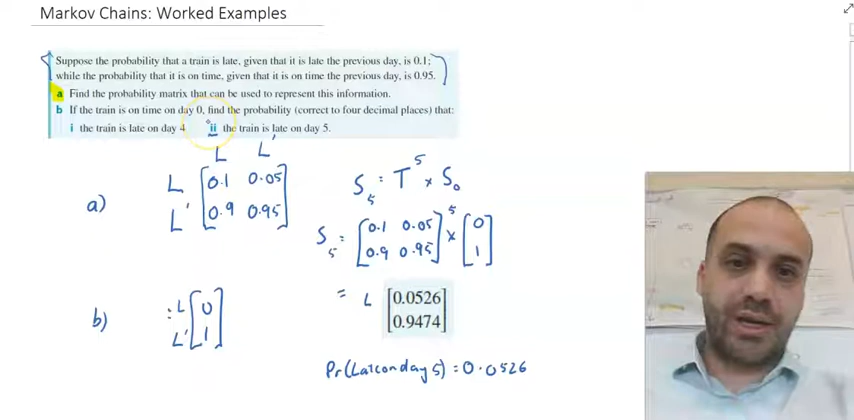 Markov Chains: Worked Examples
Suppose the probability that a train is late, given that it is late the previous day, is 0.1;
while the probability that it is on time, given that it is on time the previous day, is 0.95.
a Find the probability matrix that can be used to represent this information.
b If the train is on time on day 0, find the probability (correct to four decimal places) that:
i the train is late on day 4 ii the train is late on day 5.
L L'
a) L [0.1 0.05]
L' [0.9 0.95]
S₅ = T⁵ × S₀
S₅ = [0.1 0.05
0.9 0.95]⁵ × [0
1]
= L [0.0526
0.9474]
b) : L [0
L' 1]
Pr(Late on day 5) = 0.0526